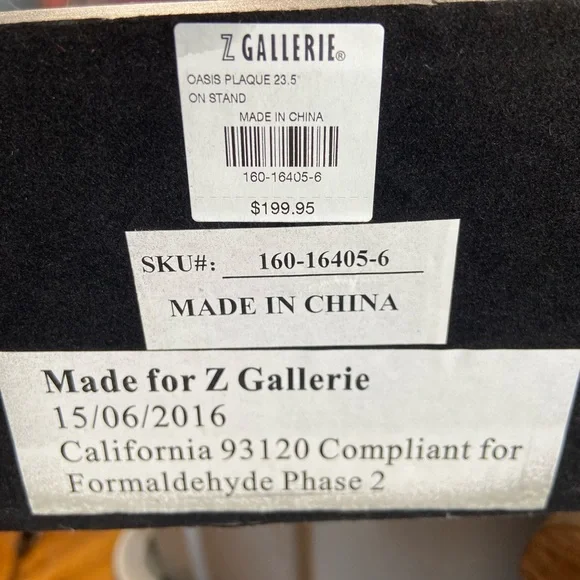 Z GALLERIE®
OASIS PLAQUE 23.5"
ON STAND
MADE IN CHINA
160-16405-6
$199.95
SKU#: 160-16405-6
MADE IN CHINA
Made for Z Gallerie
15/06/2016
California 93120 Compliant for
Formaldehyde Phase 2